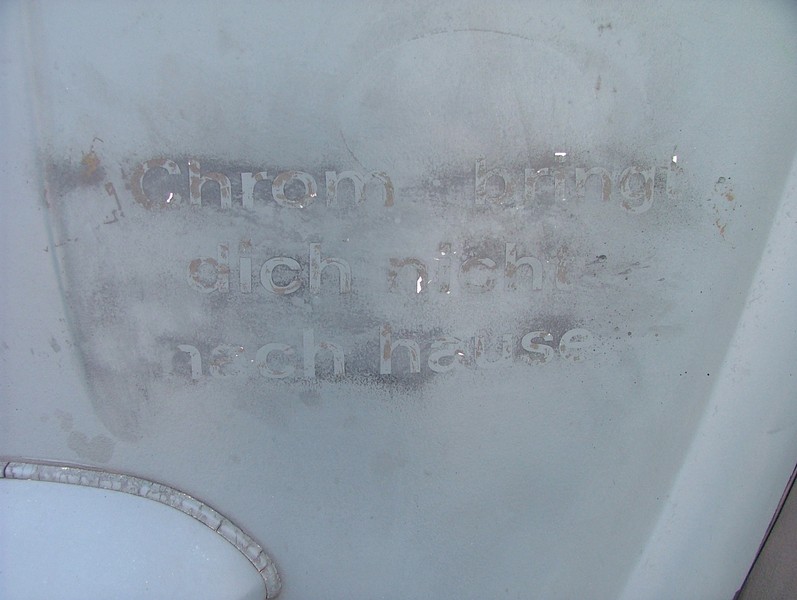 Chrom bringt
dich nicht
nach hause